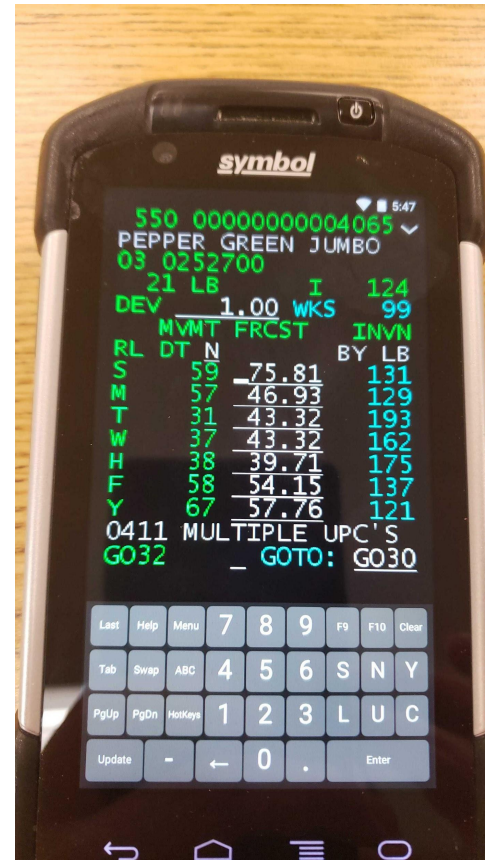 symbol
5:47
550 00000000004065
PEPPER GREEN JUMBO
03 0252700
21 LB I 124
DEV 1.00 WKS 99
MVMT FRCST INVN
RL DT N BY LB
S 59 75.81 131
M 57 46.93 129
T 31 43.32 193
W 37 43.32 162
H 38 39.71 175
F 58 54.15 137
Y 67 57.76 121
0411 MULTIPLE UPC'S
GO32 _ GOTO: GO30
Last Help Menu 7 8 9 F9 F10 Clear
Tab Swap ABC 4 5 6 S N Y
PgUp PgDn HotKeys 1 2 3 L U C
Update - ← 0 . Enter